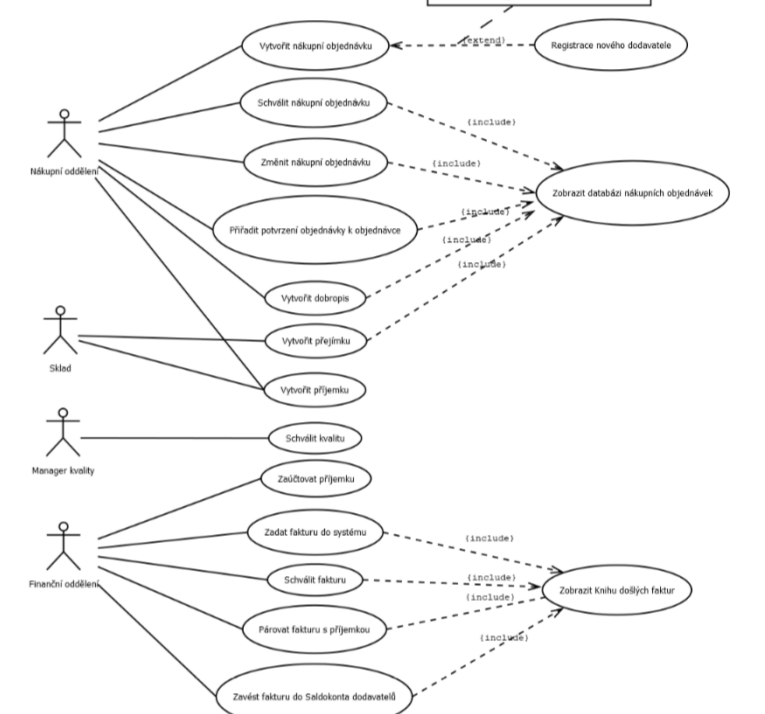 Vytvořit nákupní objednávku
{extend}
Registrace nového dodavatele
Schválit nákupní objednávku
{include}
Nákupní oddělení
Změnit nákupní objednávku
{include}
Zobrazit databázi nákupních objednávek
Přiřadit potvrzení objednávky k objednávce
{include}
{include}
{include}
Vytvořit dobropis
Vytvořit přejímku
Sklad
Vytvořit příjemku
Schválit kvalitu
Manager kvality
Zaúčtovat příjemku
Zadat fakturu do systému
{include}
Finanční oddělení
Schválit fakturu
{include}
Zobrazit Knihu došlých faktur
{include}
Párovat fakturu s příjemkou
{include}
Zavést fakturu do Saldokonta dodavatelů